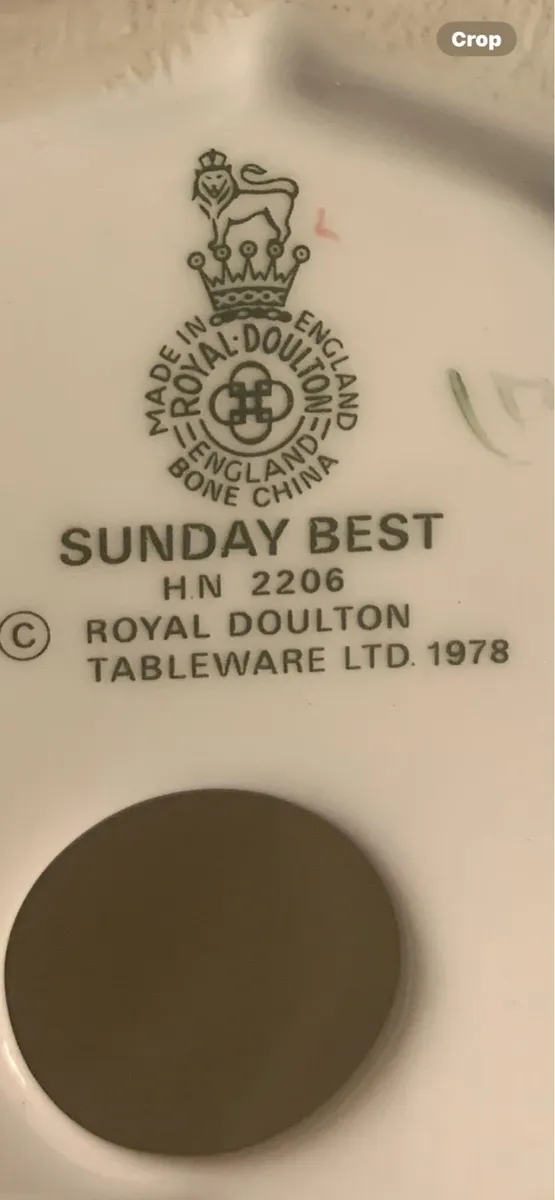 Crop
MADE IN ENGLAND
ROYAL·DOULTON
ENGLAND
BONE CHINA
SUNDAY BEST
H.N 2206
© ROYAL DOULTON
TABLEWARE LTD. 1978